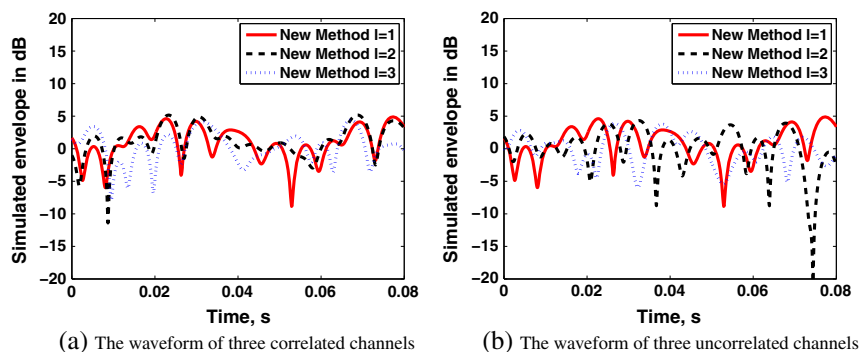 Simulated envelope in dB
20
15
10
5
0
−5
−10
−15
−20
New Method l=1
New Method l=2
New Method l=3
0
0.02
0.04
0.06
0.08
Time, s
(a) The waveform of three correlated channels
Simulated envelope in dB
20
15
10
5
0
−5
−10
−15
−20
New Method l=1
New Method l=2
New Method l=3
0
0.02
0.04
0.06
0.08
Time, s
(b) The waveform of three uncorrelated channels